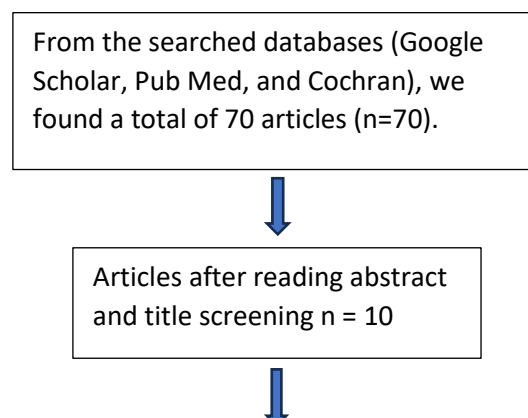 From the searched databases (Google
Scholar, Pub Med, and Cochran), we
found a total of 70 articles (n=70).
Articles after reading abstract
and title screening n = 10